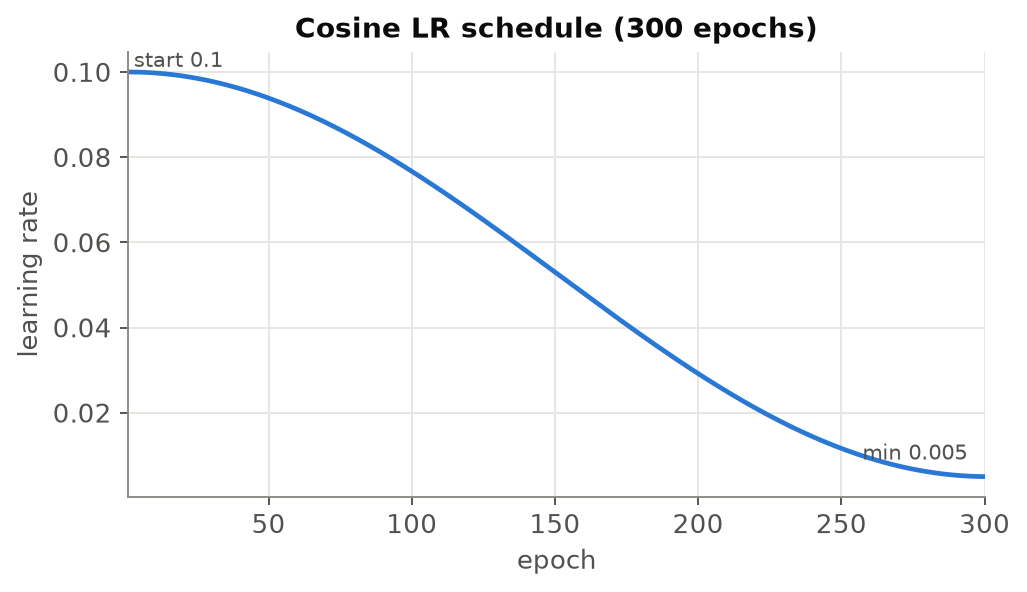 Cosine LR schedule (300 epochs)
start 0.1
0.10
0.08
0.06
0.04
0.02
learning rate
min 0.005
50 100 150 200 250 300
epoch